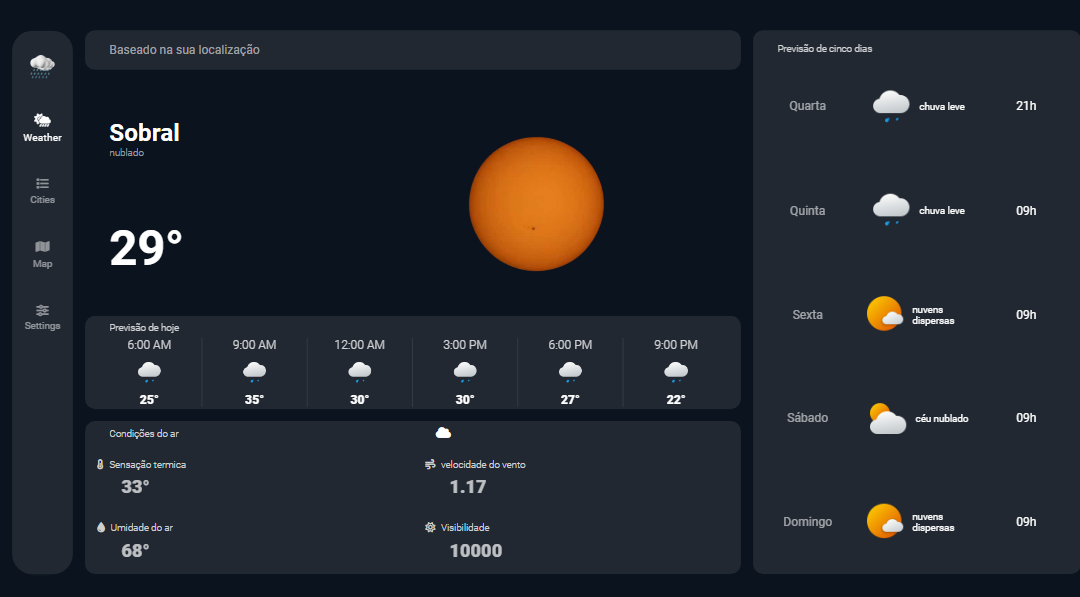 Baseado na sua localização
Weather
Cities
Map
Settings
Sobral
nublado
29°
Previsão de hoje
6:00 AM 9:00 AM 12:00 AM 3:00 PM 6:00 PM 9:00 PM
25° 35° 30° 30° 27° 22°
Condições do ar
Sensação termica velocidade do vento
33° 1.17
Umidade do ar Visibilidade
68° 10000
Previsão de cinco dias
Quarta chuva leve 21h
Quinta chuva leve 09h
Sexta nuvens
dispersas 09h
Sábado céu nublado 09h
Domingo nuvens
dispersas 09h